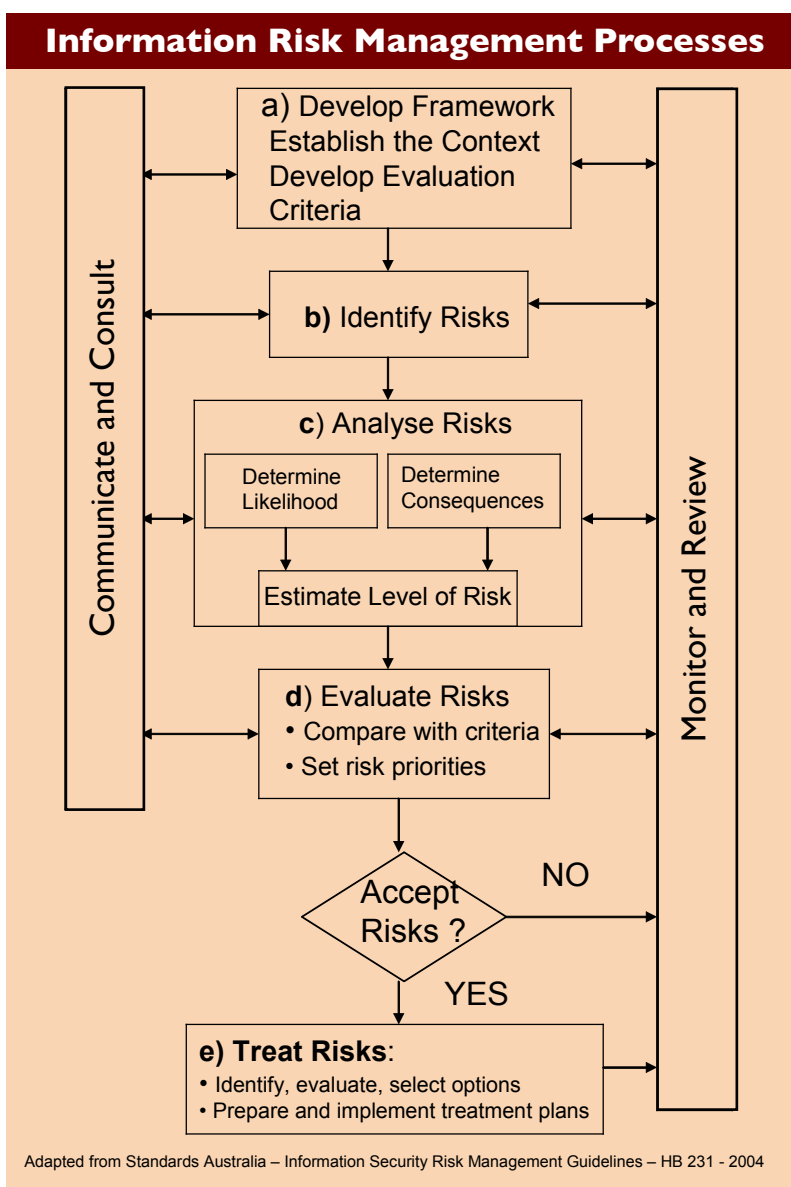 Information Risk Management Processes
a) Develop Framework
Establish the Context
Develop Evaluation
Criteria
Communicate and Consult
Monitor and Review
b) Identify Risks
c) Analyse Risks
Determine
Likelihood
Determine
Consequences
Estimate Level of Risk
d) Evaluate Risks
• Compare with criteria
• Set risk priorities
Accept
Risks ?
NO
YES
e) Treat Risks:
• Identify, evaluate, select options
• Prepare and implement treatment plans
Adapted from Standards Australia – Information Security Risk Management Guidelines – HB 231 - 2004